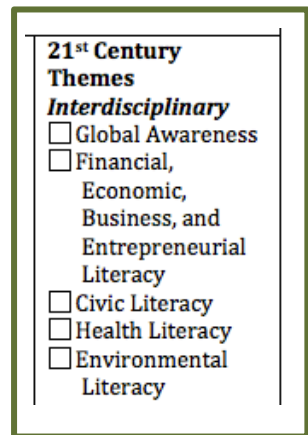 21st Century
Themes
Interdisciplinary
☐ Global Awareness
☐ Financial,
Economic,
Business, and
Entrepreneurial
Literacy
☐ Civic Literacy
☐ Health Literacy
☐ Environmental
Literacy